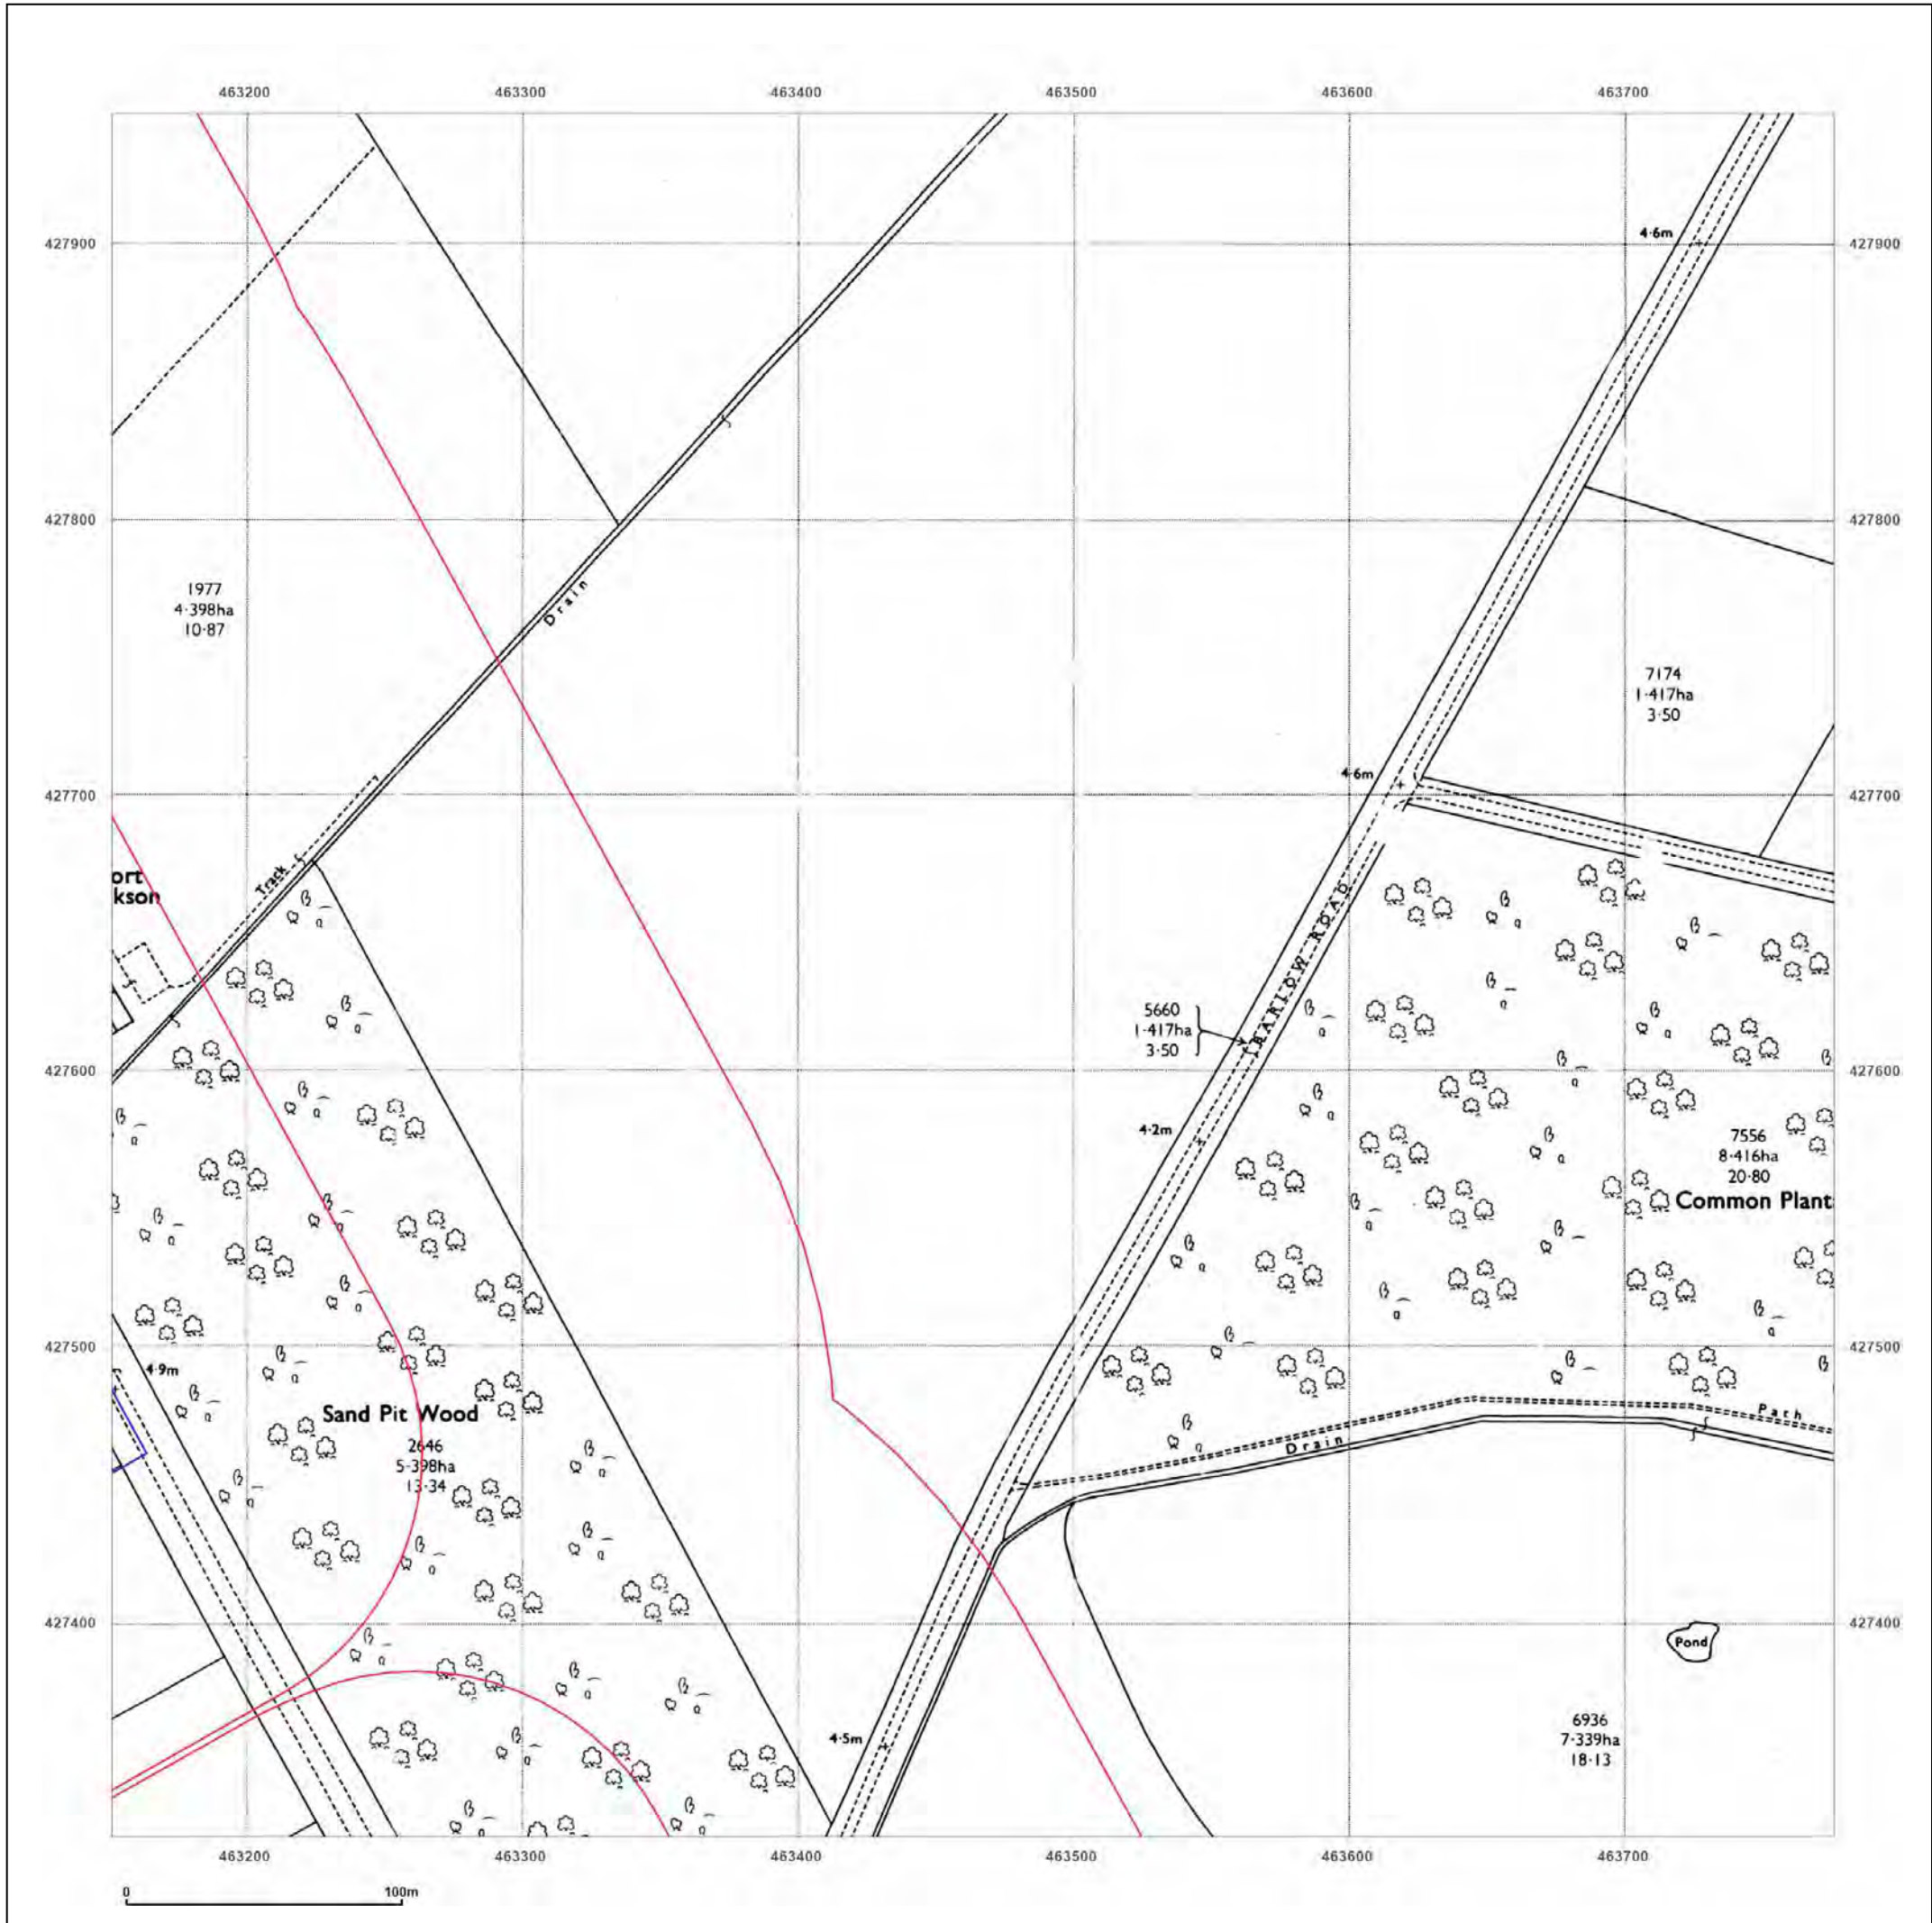 463200 463300 463400 463500 463600 463700
427900 4·6m 427900
427800 427800
1977
4·398ha
10·87
Drain
7174
1·417ha
3·50
4·6m
427700 427700
Track
ort
kson
BARLOW ROAD
5660
1·417ha
3·50
427600 427600
4·2m
7556
8·416ha
20·80
Common Plant
427500 427500
4·9m
Sand Pit Wood
2646
5·398ha
13·34
Path
Drain
427400 427400
Pond
4·5m
6936
7·339ha
18·13
463200 463300 463400 463500 463600 463700
0 100m